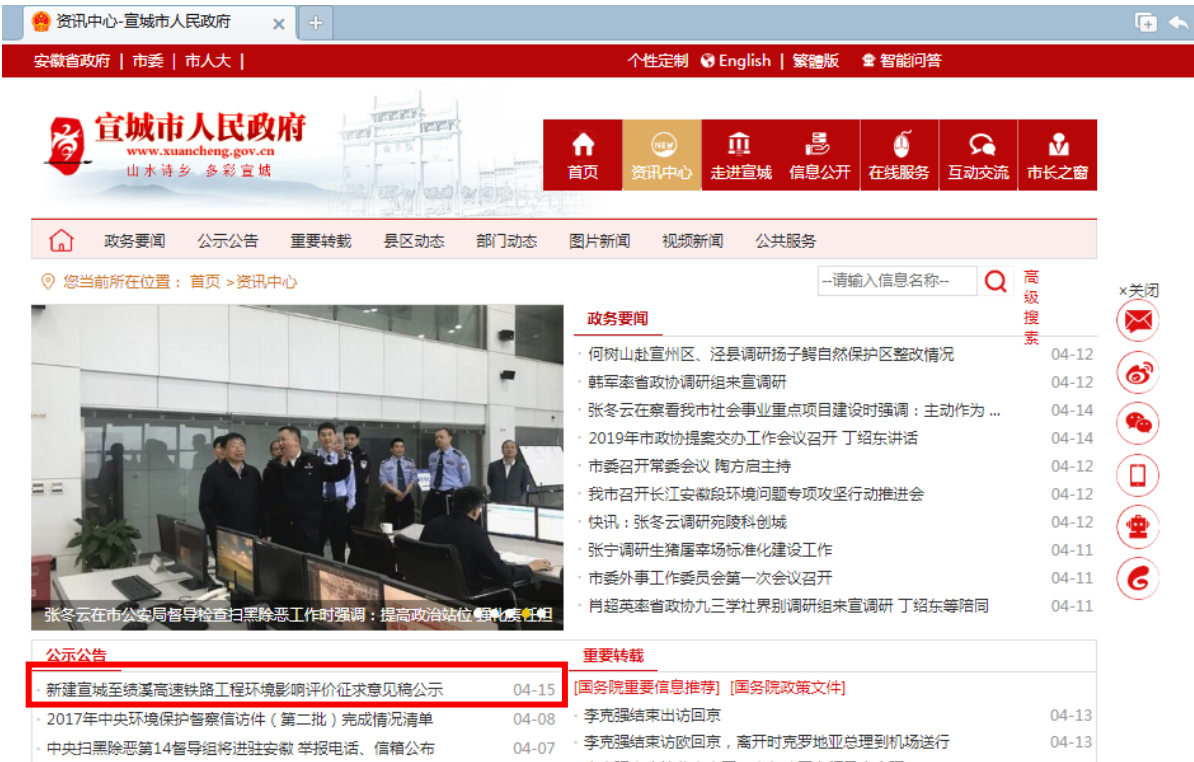 资讯中心-宣城市人民政府
安徽省政府 | 市委 | 市人大 |
个性定制 English | 繁體版 智能问答
宣城市人民政府
www.xuancheng.gov.cn
山水诗乡 多彩宣城
首页 NEW 资讯中心 走进宣城 信息公开 在线服务 互动交流 市长之窗
政务要闻 公示公告 重要转载 县区动态 部门动态 图片新闻 视频新闻 公共服务
您当前所在位置： 首页 >资讯中心
--请输入信息名称--
高级搜索
×关闭
张冬云在市公安局督导检查扫黑除恶工作时强调：提高政治站位 强化责任担
政务要闻
何树山赴宣州区、泾县调研扬子鳄自然保护区整改情况 04-12
韩军率省政协调研组来宣调研 04-12
张冬云在察看我市社会事业重点项目建设时强调：主动作为 ... 04-14
2019年市政协提案交办工作会议召开 丁绍东讲话 04-14
市委召开常委会议 陶方启主持 04-12
我市召开长江安徽段环境问题专项攻坚行动推进会 04-12
快讯：张冬云调研宛陵科创城 04-12
张宁调研生猪屠宰场标准化建设工作 04-11
市委外事工作委员会第一次会议召开 04-11
肖超英率省政协九三学社界别调研组来宣调研 丁绍东等陪同 04-11
公示公告
新建宣城至绩溪高速铁路工程环境影响评价征求意见稿公示 04-15
2017年中央环境保护督察信访件（第二批）完成情况清单 04-08
中央扫黑除恶第14督导组将进驻安徽 举报电话、信箱公布 04-07
重要转载
[国务院重要信息推荐] [国务院政策文件]
李克强结束出访回京 04-13
李克强结束访欧回京，离开时克罗地亚总理到机场送行 04-13